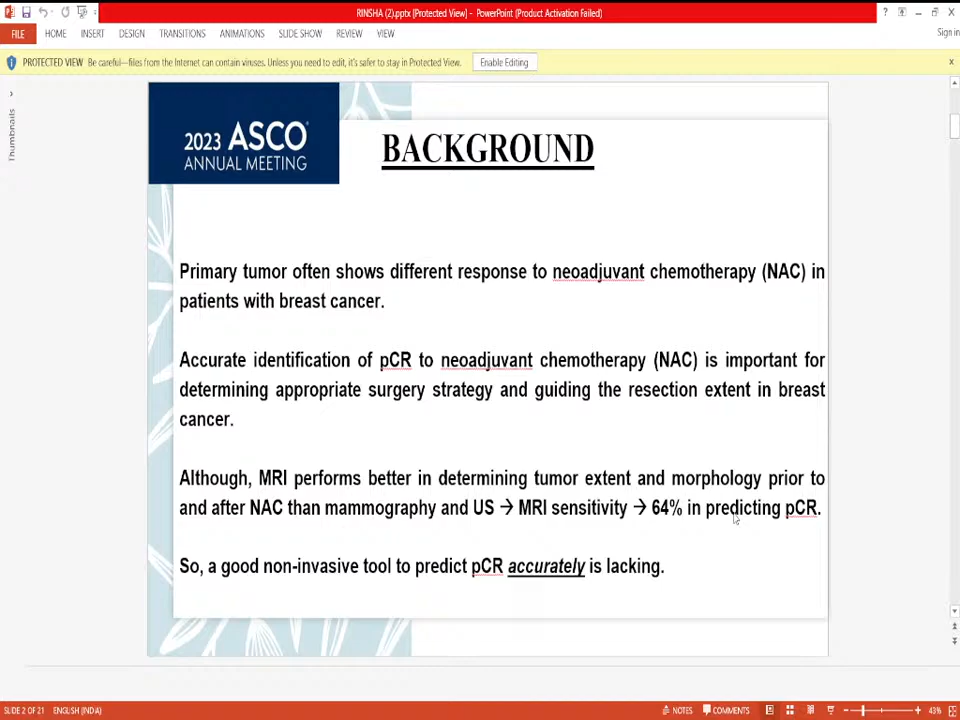 RINSHA (2).pptx [Protected View] - PowerPoint (Product Activation Failed)
FILE HOME INSERT DESIGN TRANSITIONS ANIMATIONS SLIDE SHOW REVIEW VIEW Sign in
PROTECTED VIEW Be careful—files from the Internet can contain viruses. Unless you need to edit, it's safer to stay in Protected View. Enable Editing
Thumbnails
2023 ASCO
ANNUAL MEETING
BACKGROUND
Primary tumor often shows different response to neoadjuvant chemotherapy (NAC) in
patients with breast cancer.
Accurate identification of pCR to neoadjuvant chemotherapy (NAC) is important for
determining appropriate surgery strategy and guiding the resection extent in breast
cancer.
Although, MRI performs better in determining tumor extent and morphology prior to
and after NAC than mammography and US → MRI sensitivity → 64% in predicting pCR.
So, a good non-invasive tool to predict pCR accurately is lacking.
SLIDE 2 OF 21 ENGLISH (INDIA) NOTES COMMENTS 43%